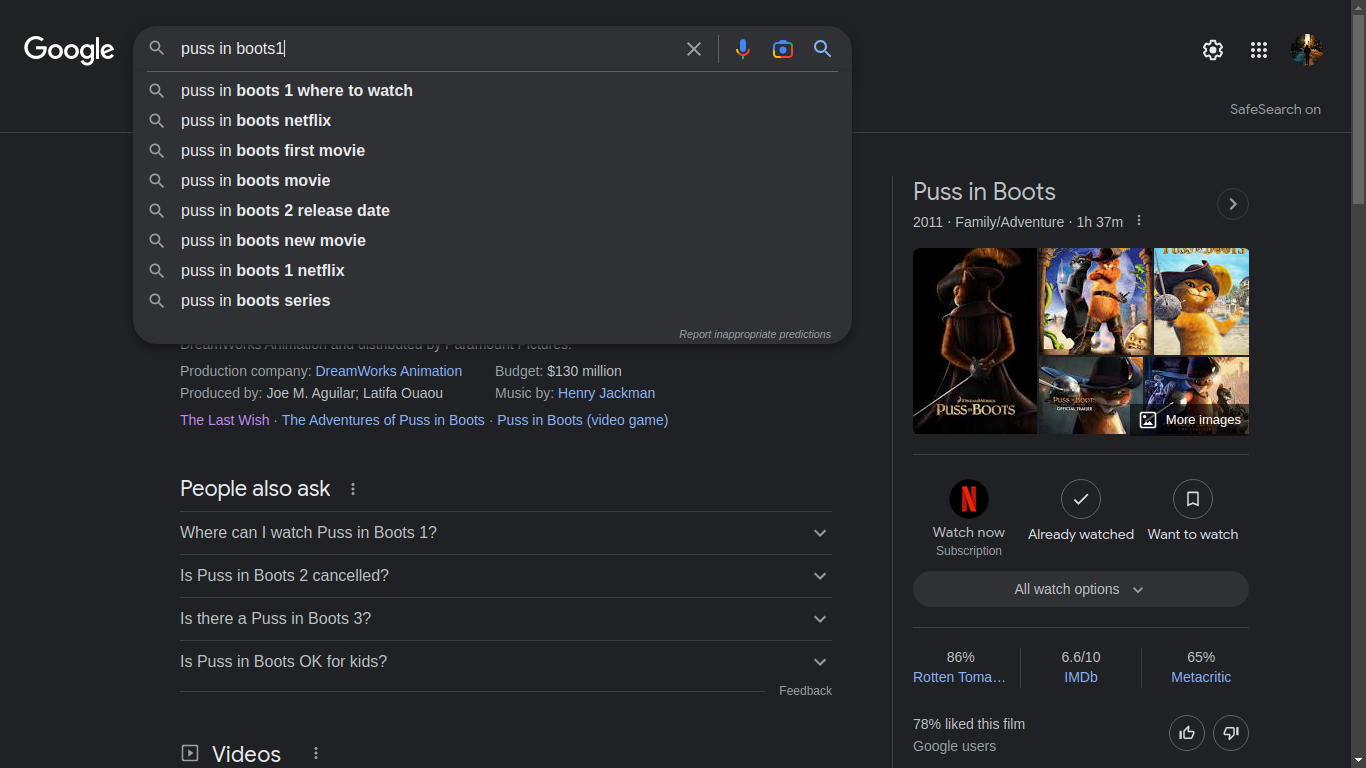 Google
puss in boots1
puss in boots 1 where to watch
puss in boots netflix
puss in boots first movie
puss in boots movie
puss in boots 2 release date
puss in boots new movie
puss in boots 1 netflix
puss in boots series
Report inappropriate predictions
SafeSearch on
DreamWorks Animation and distributed by Paramount Pictures.
Production company: DreamWorks Animation
Budget: $130 million
Produced by: Joe M. Aguilar; Latifa Ouaou
Music by: Henry Jackman
The Last Wish · The Adventures of Puss in Boots · Puss in Boots (video game)
People also ask
Where can I watch Puss in Boots 1?
Is Puss in Boots 2 cancelled?
Is there a Puss in Boots 3?
Is Puss in Boots OK for kids?
Feedback
Videos
Puss in Boots
2011 · Family/Adventure · 1h 37m
PUSS IN BOOTS
PUSS IN BOOTS
PUSS IN BOOTS
OFFICIAL TRAILER
More images
Watch now
Subscription
Already watched
Want to watch
All watch options
86%
Rotten Toma…
6.6/10
IMDb
65%
Metacritic
78% liked this film
Google users